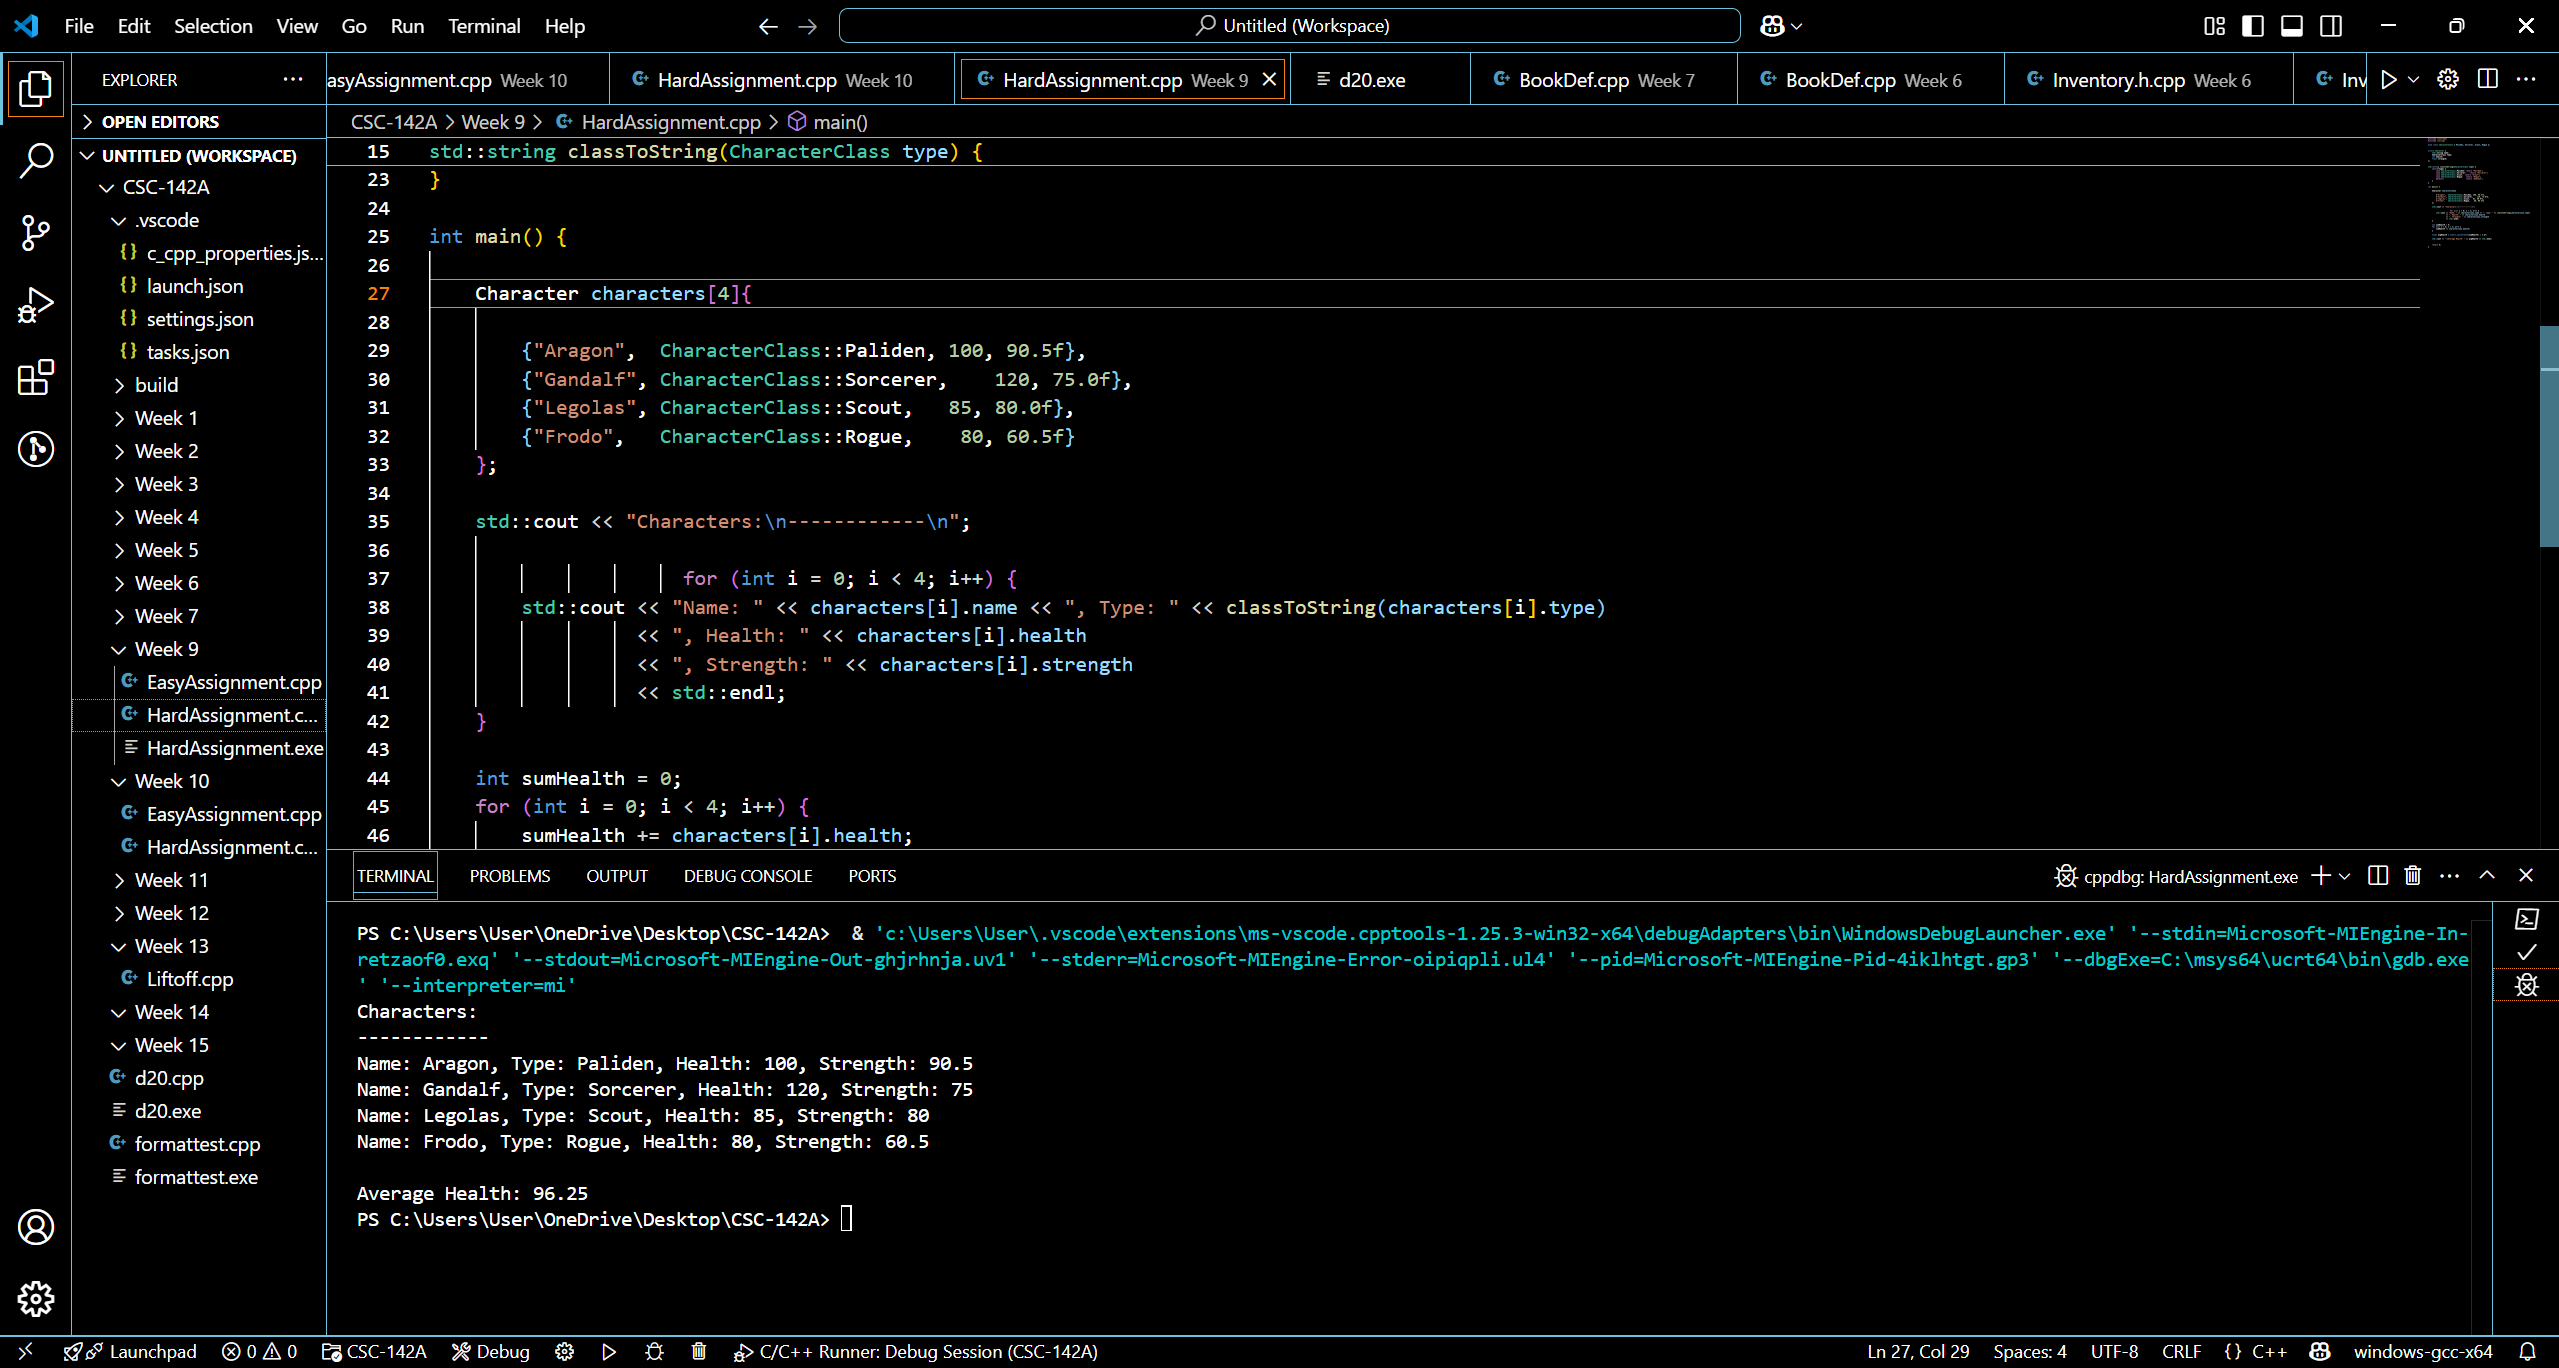 File Edit Selection View Go Run Terminal Help
Untitled (Workspace)
EXPLORER
asyAssignment.cpp Week 10
HardAssignment.cpp Week 10
HardAssignment.cpp Week 9
d20.exe
BookDef.cpp Week 7
BookDef.cpp Week 6
Inventory.h.cpp Week 6
Inv
OPEN EDITORS
UNTITLED (WORKSPACE)
CSC-142A
.vscode
c_cpp_properties.js...
launch.json
settings.json
tasks.json
build
Week 1
Week 2
Week 3
Week 4
Week 5
Week 6
Week 7
Week 9
EasyAssignment.cpp
HardAssignment.c...
HardAssignment.exe
Week 10
EasyAssignment.cpp
HardAssignment.c...
Week 11
Week 12
Week 13
Liftoff.cpp
Week 14
Week 15
d20.cpp
d20.exe
formattest.cpp
formattest.exe
CSC-142A > Week 9 > HardAssignment.cpp > main()
15 std::string classToString(CharacterClass type) {
23 }
24
25 int main() {
26
27 Character characters[4]{
28
29 {"Aragon", CharacterClass::Paliden, 100, 90.5f},
30 {"Gandalf", CharacterClass::Sorcerer, 120, 75.0f},
31 {"Legolas", CharacterClass::Scout, 85, 80.0f},
32 {"Frodo", CharacterClass::Rogue, 80, 60.5f}
33 };
34
35 std::cout << "Characters:\n------------\n";
36
37 for (int i = 0; i < 4; i++) {
38 std::cout << "Name: " << characters[i].name << ", Type: " << classToString(characters[i].type)
39 << ", Health: " << characters[i].health
40 << ", Strength: " << characters[i].strength
41 << std::endl;
42 }
43
44 int sumHealth = 0;
45 for (int i = 0; i < 4; i++) {
46 sumHealth += characters[i].health;
TERMINAL PROBLEMS OUTPUT DEBUG CONSOLE PORTS
cppdbg: HardAssignment.exe
PS C:\Users\User\OneDrive\Desktop\CSC-142A> & 'c:\Users\User\.vscode\extensions\ms-vscode.cpptools-1.25.3-win32-x64\debugAdapters\bin\WindowsDebugLauncher.exe' '--stdin=Microsoft-MIEngine-In-
retzaof0.exq' '--stdout=Microsoft-MIEngine-Out-ghjrhnja.uv1' '--stderr=Microsoft-MIEngine-Error-oipiqpli.ul4' '--pid=Microsoft-MIEngine-Pid-4iklhtgt.gp3' '--dbgExe=C:\msys64\ucrt64\bin\gdb.exe
' '--interpreter=mi'
Characters:
------------
Name: Aragon, Type: Paliden, Health: 100, Strength: 90.5
Name: Gandalf, Type: Sorcerer, Health: 120, Strength: 75
Name: Legolas, Type: Scout, Health: 85, Strength: 80
Name: Frodo, Type: Rogue, Health: 80, Strength: 60.5

Average Health: 96.25
PS C:\Users\User\OneDrive\Desktop\CSC-142A>
Launchpad 0 0 CSC-142A Debug C/C++ Runner: Debug Session (CSC-142A)
Ln 27, Col 29 Spaces: 4 UTF-8 CRLF {} C++ windows-gcc-x64